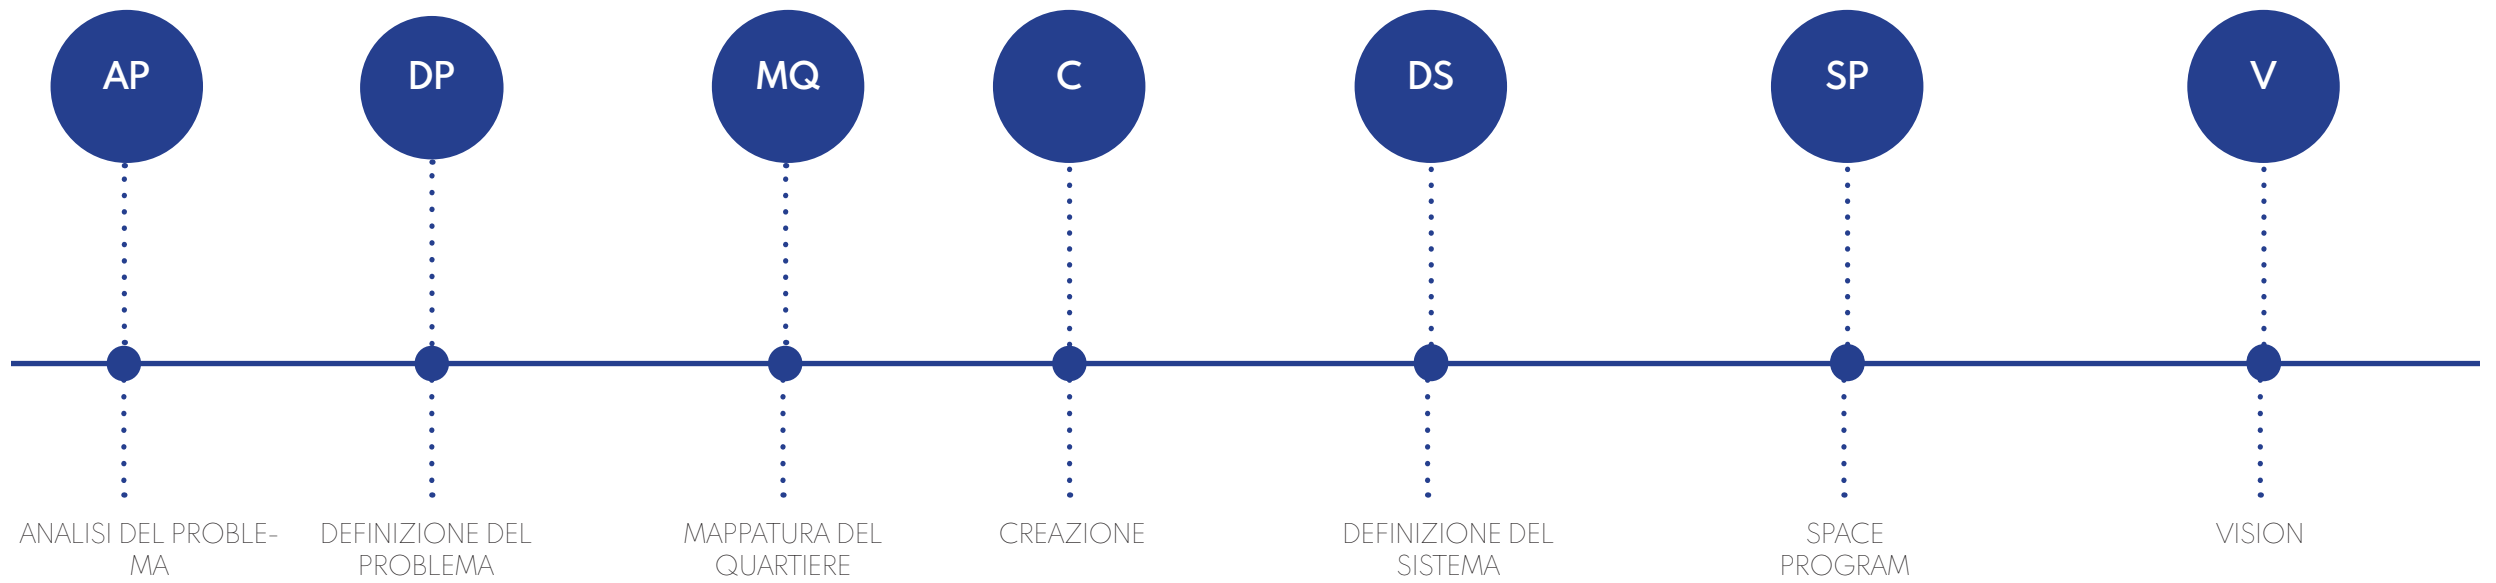 AP
DP
MQ
C
DS
SP
V
ANALISI DEL PROBLE-
MA
DEFINIZIONE DEL
PROBLEMA
MAPPATURA DEL
QUARTIERE
CREAZIONE
DEFINIZIONE DEL
SISTEMA
SPACE
PROGRAM
VISION